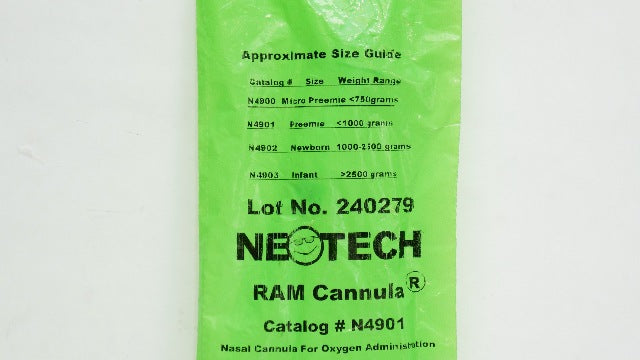 Approximate Size Guide
Catalog # Size Weight Range
N4900 Micro Preemie <750grams
N4901 Preemie <1000 grams
N4902 Newborn 1000-2500 grams
N4903 Infant >2500 grams
Lot No. 240279
NEOTECH
RAM Cannula®
Catalog # N4901
Nasal Cannula For Oxygen Administration